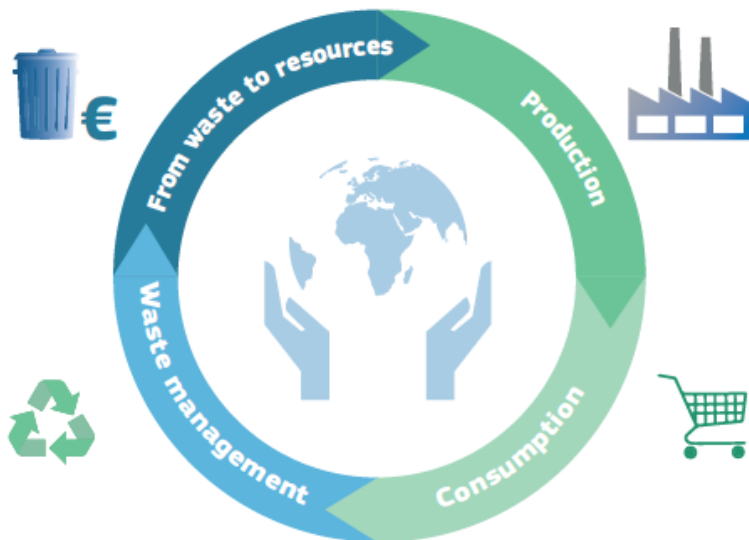 From waste to resources
Production
€
Waste management
Consumption